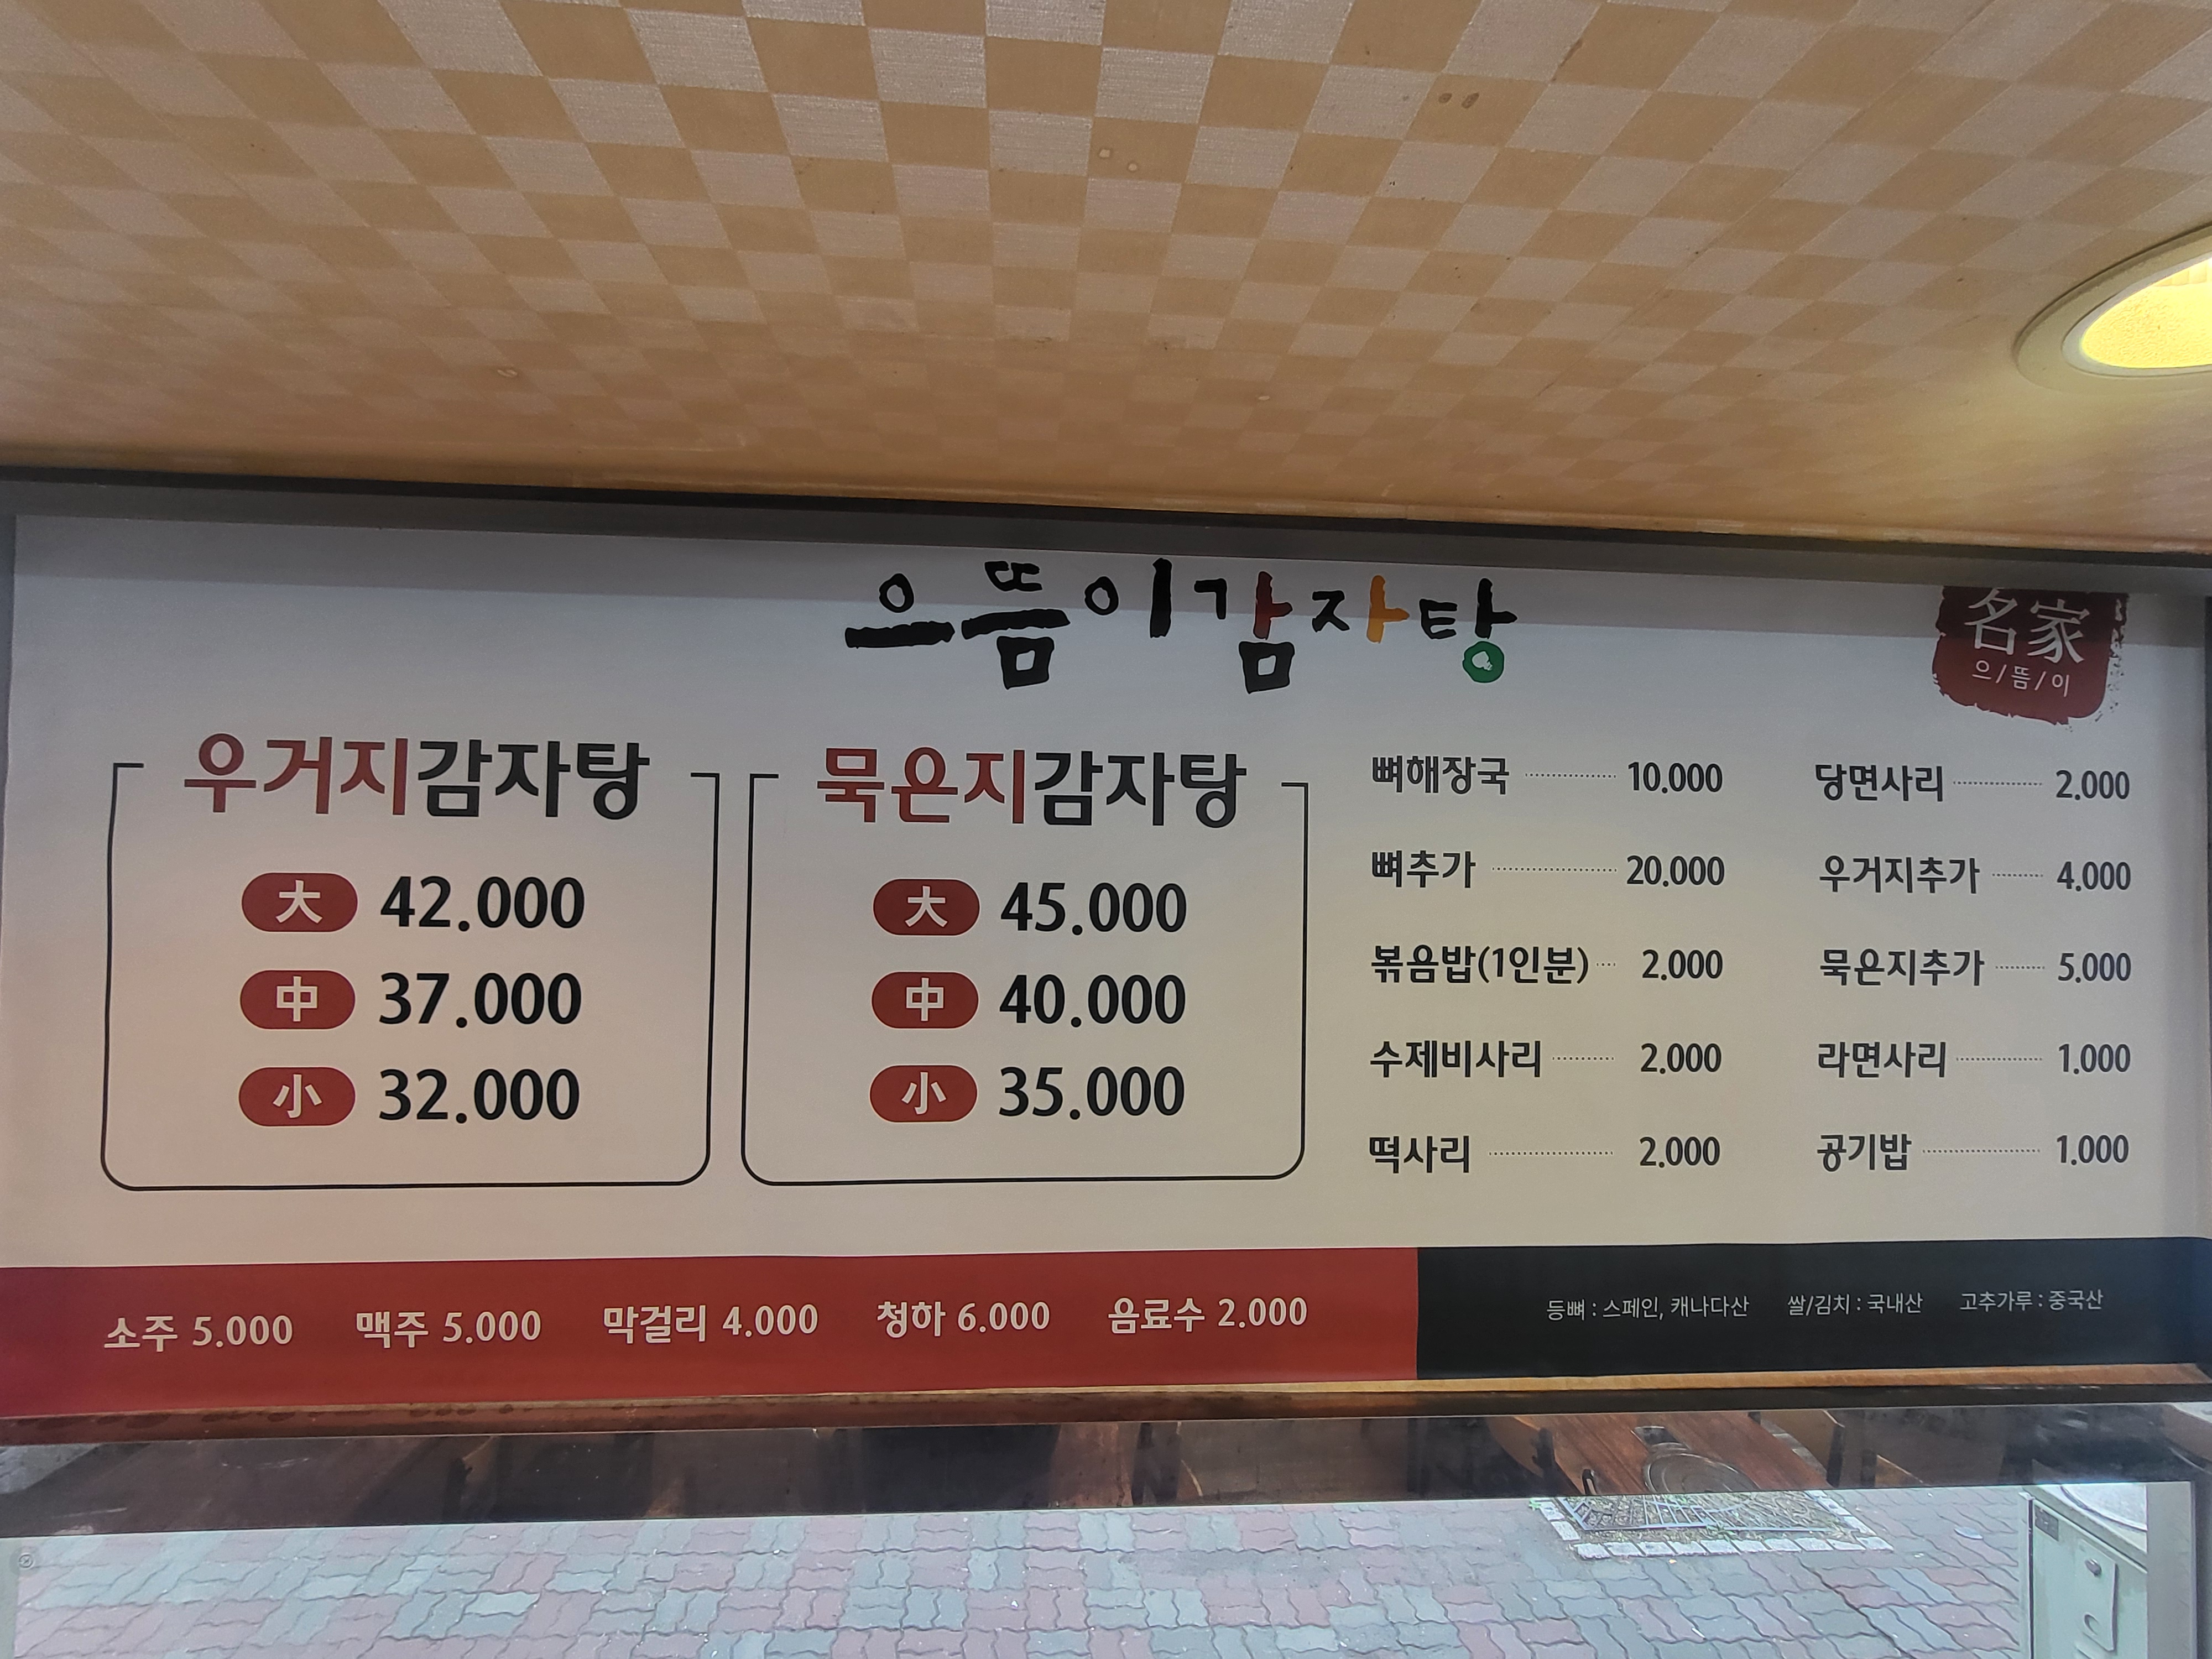 으뜸이감자탕
名家
으/뜸/이
우거지감자탕
大 42.000
中 37.000
小 32.000
묵은지감자탕
大 45.000
中 40.000
小 35.000
뼈해장국 10.000
뼈추가 20.000
볶음밥(1인분) 2.000
수제비사리 2.000
떡사리 2.000
당면사리 2.000
우거지추가 4.000
묵은지추가 5.000
라면사리 1.000
공기밥 1.000
소주 5.000 맥주 5.000 막걸리 4.000 청하 6.000 음료수 2.000
등뼈 : 스페인, 캐나다산 쌀/김치 : 국내산 고추가루 : 중국산